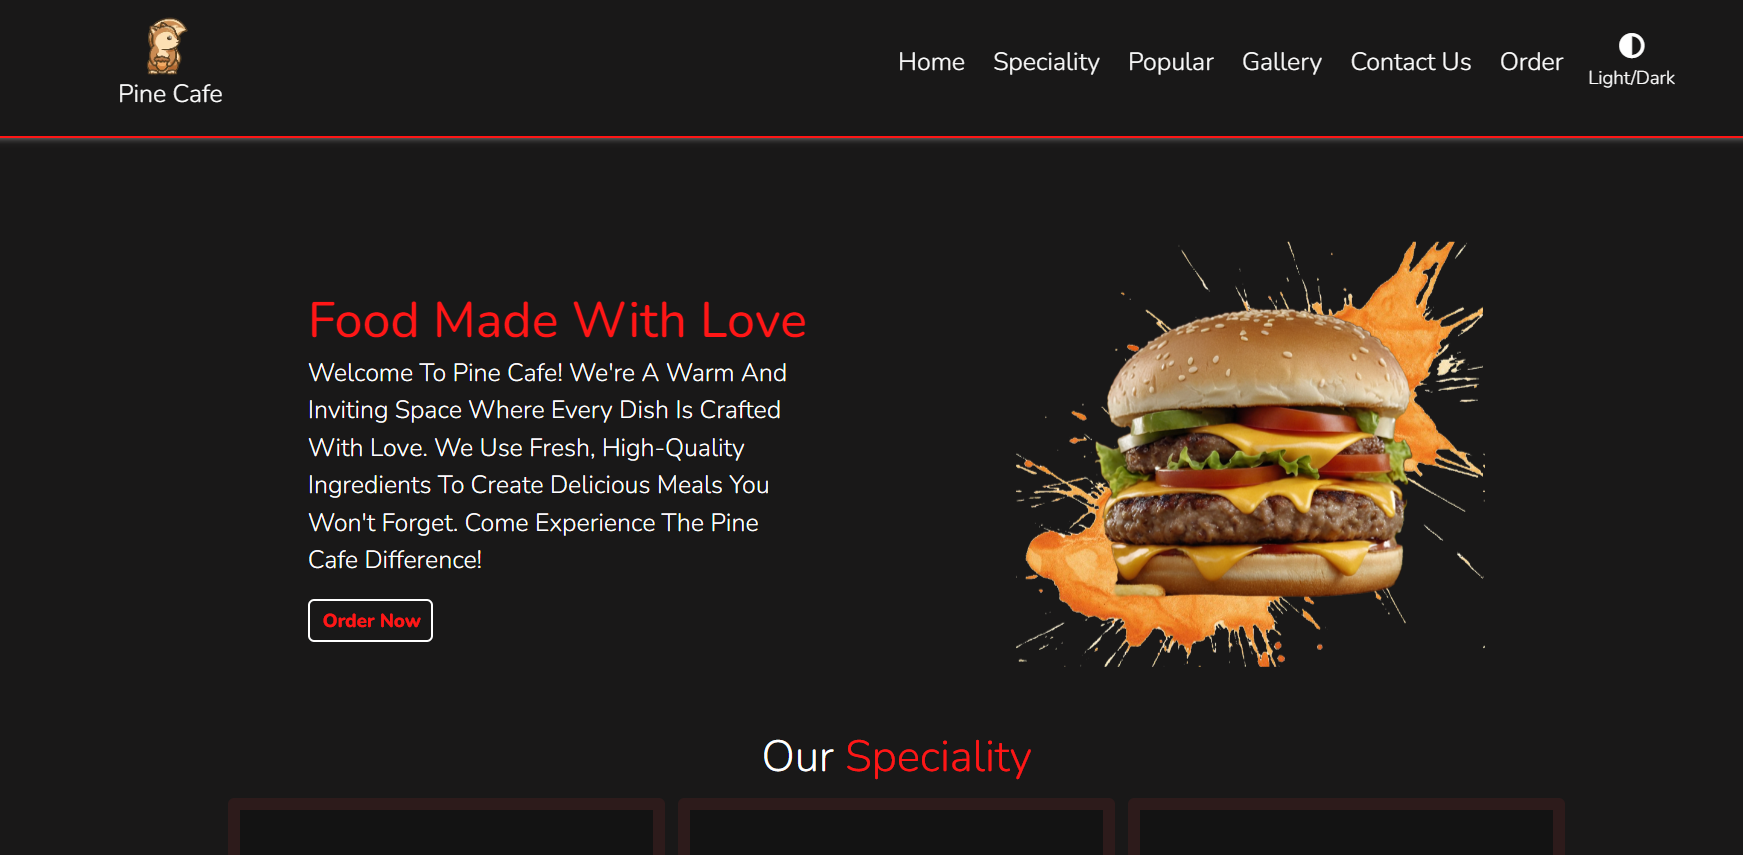 Pine Cafe
Home Speciality Popular Gallery Contact Us Order
Light/Dark
Food Made With Love
Welcome To Pine Cafe! We're A Warm And
Inviting Space Where Every Dish Is Crafted
With Love. We Use Fresh, High-Quality
Ingredients To Create Delicious Meals You
Won't Forget. Come Experience The Pine
Cafe Difference!
Order Now
Our Speciality